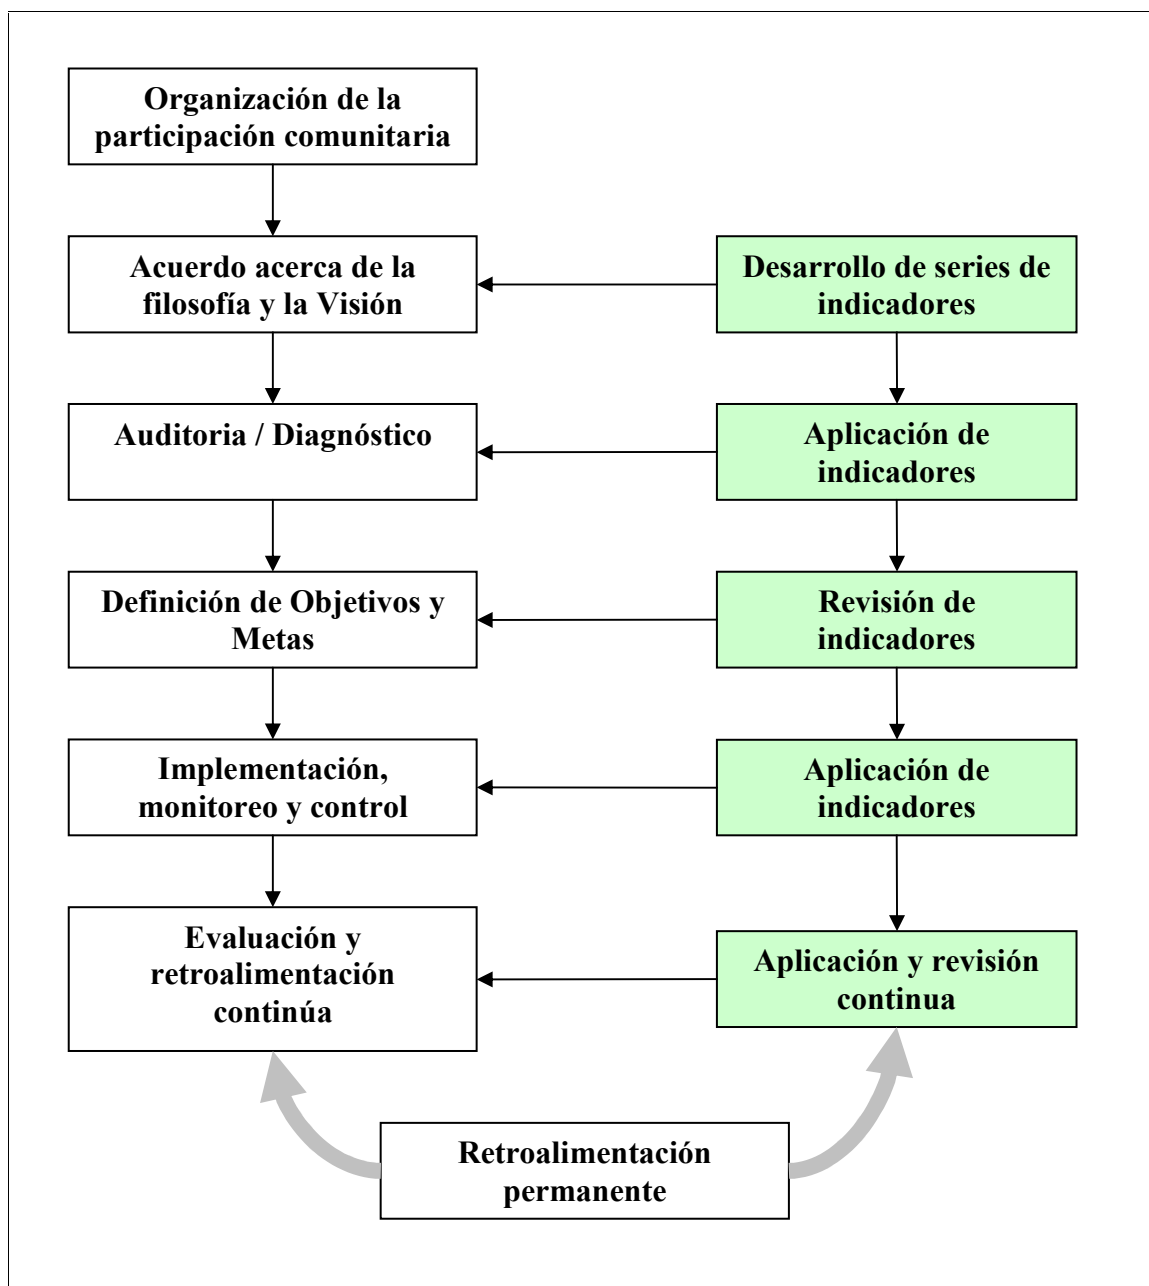 Organización de la
participación comunitaria
Acuerdo acerca de la
filosofía y la Visión
Desarrollo de series de
indicadores
Auditoria / Diagnóstico
Aplicación de
indicadores
Definición de Objetivos y
Metas
Revisión de
indicadores
Implementación,
monitoreo y control
Aplicación de
indicadores
Evaluación y
retroalimentación
continúa
Aplicación y revisión
continua
Retroalimentación
permanente